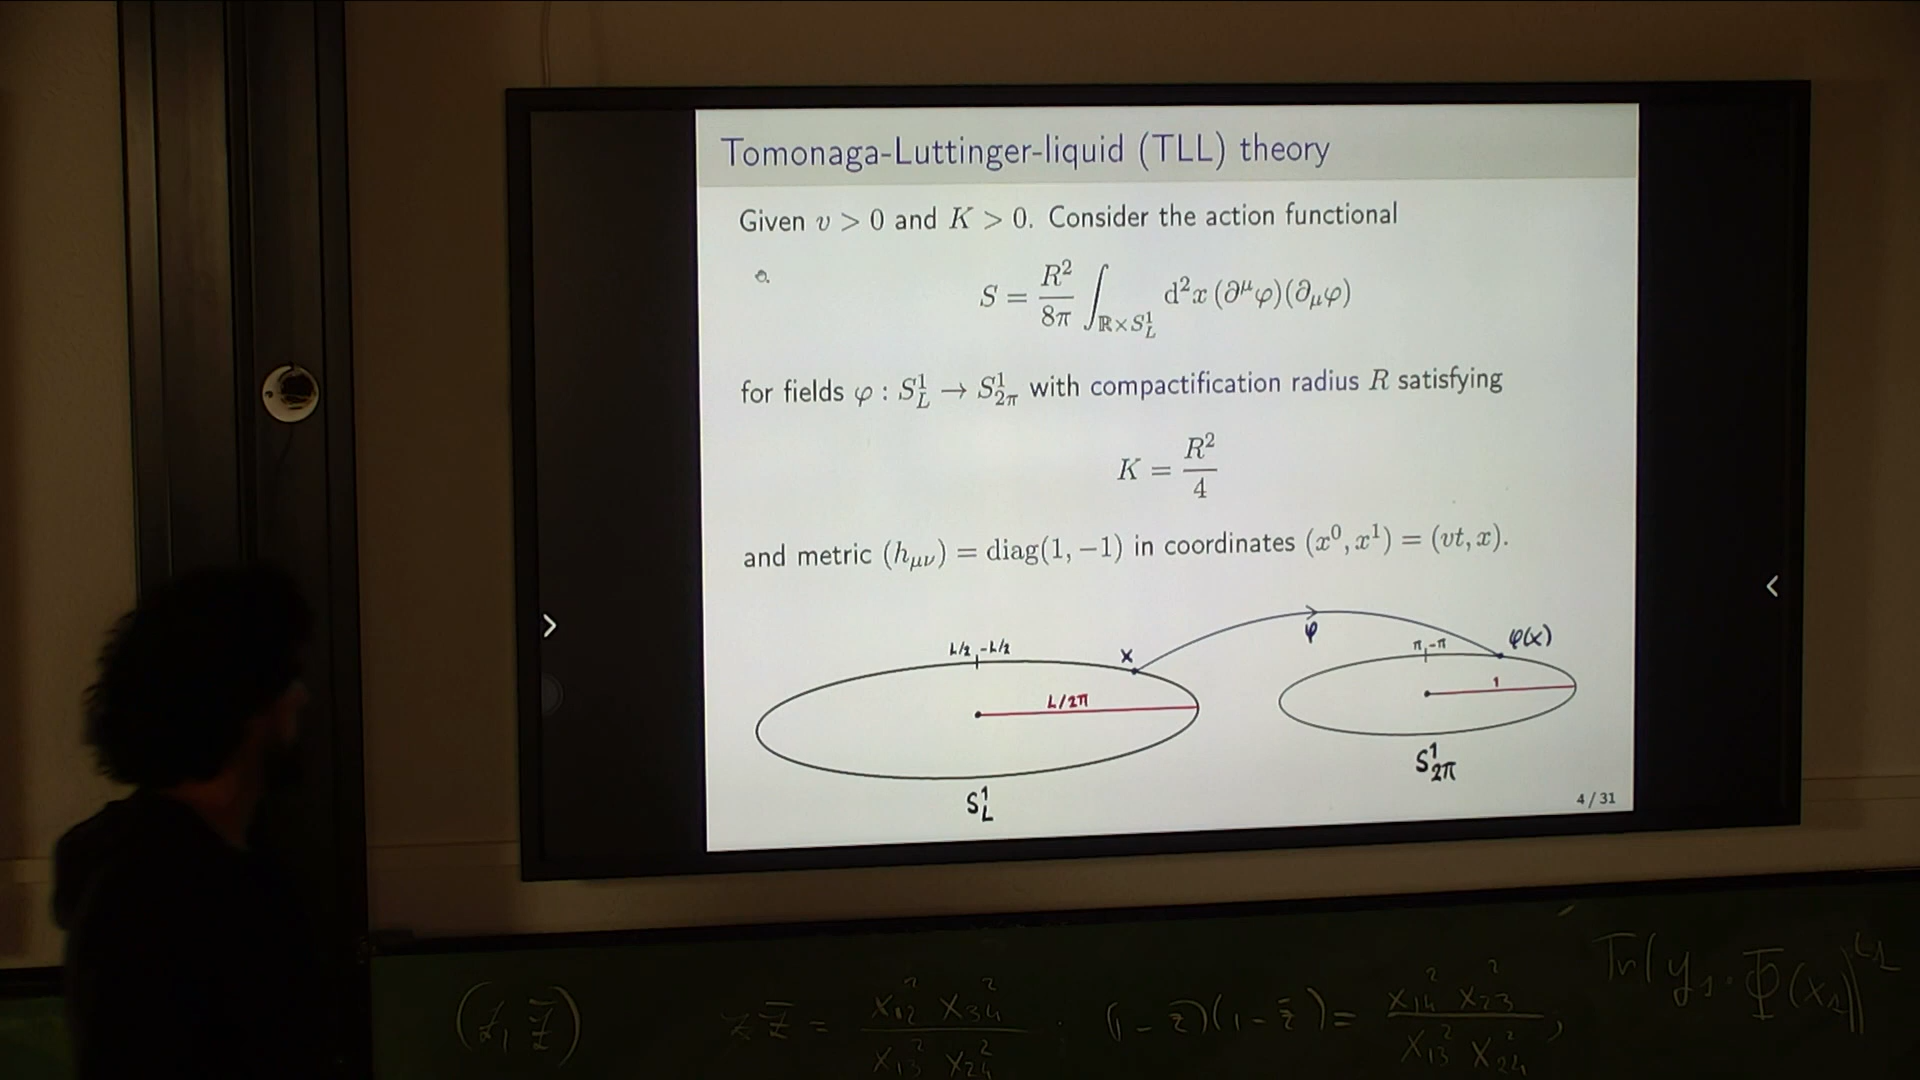 Tomonaga-Luttinger-liquid (TLL) theory
Given v > 0 and K > 0. Consider the action functional
S = R²/8π ∫_{ℝ×S¹_L} d²x (∂^μφ)(∂_μφ)
for fields φ : S¹_L → S¹_{2π} with compactification radius R satisfying
K = R²/4
and metric (h_{μν}) = diag(1, −1) in coordinates (x⁰, x¹) = (vt, x).
L/2 -L/2
x
φ
π -π
φ(x)
L/2π
1
S¹_L
S¹_{2π}
4 / 31
(z, z̄)
z z̄ = x₁₂² x₃₄² / x₁₃² x₂₄²
(1 - z)(1 - z̄) = x₁₄² x₂₃² / x₁₃² x₂₄² ,
Tr(y₁ · Φ(x₁))